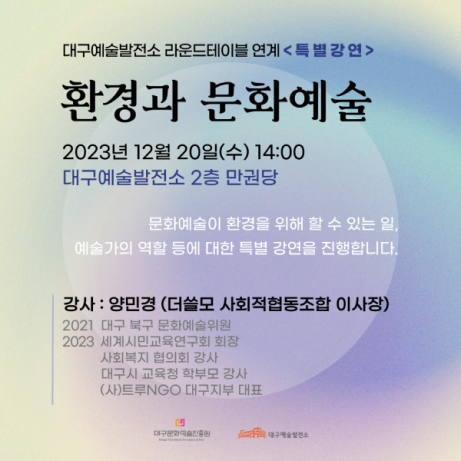 대구예술발전소 라운드테이블 연계 <특별강연>
환경과 문화예술
2023년 12월 20일(수) 14:00
대구예술발전소 2층 만권당
문화예술이 환경을 위해 할 수 있는 일,
예술가의 역할 등에 대한 특별 강연을 진행합니다.
강사 : 양민경 (더쓸모 사회적협동조합 이사장)
2021 대구 북구 문화예술위원
2023 세계시민교육연구회 회장
사회복지 협의회 강사
대구시 교육청 학부모 강사
(사)트루NGO 대구지부 대표
대구문화예술진흥원
대구예술발전소